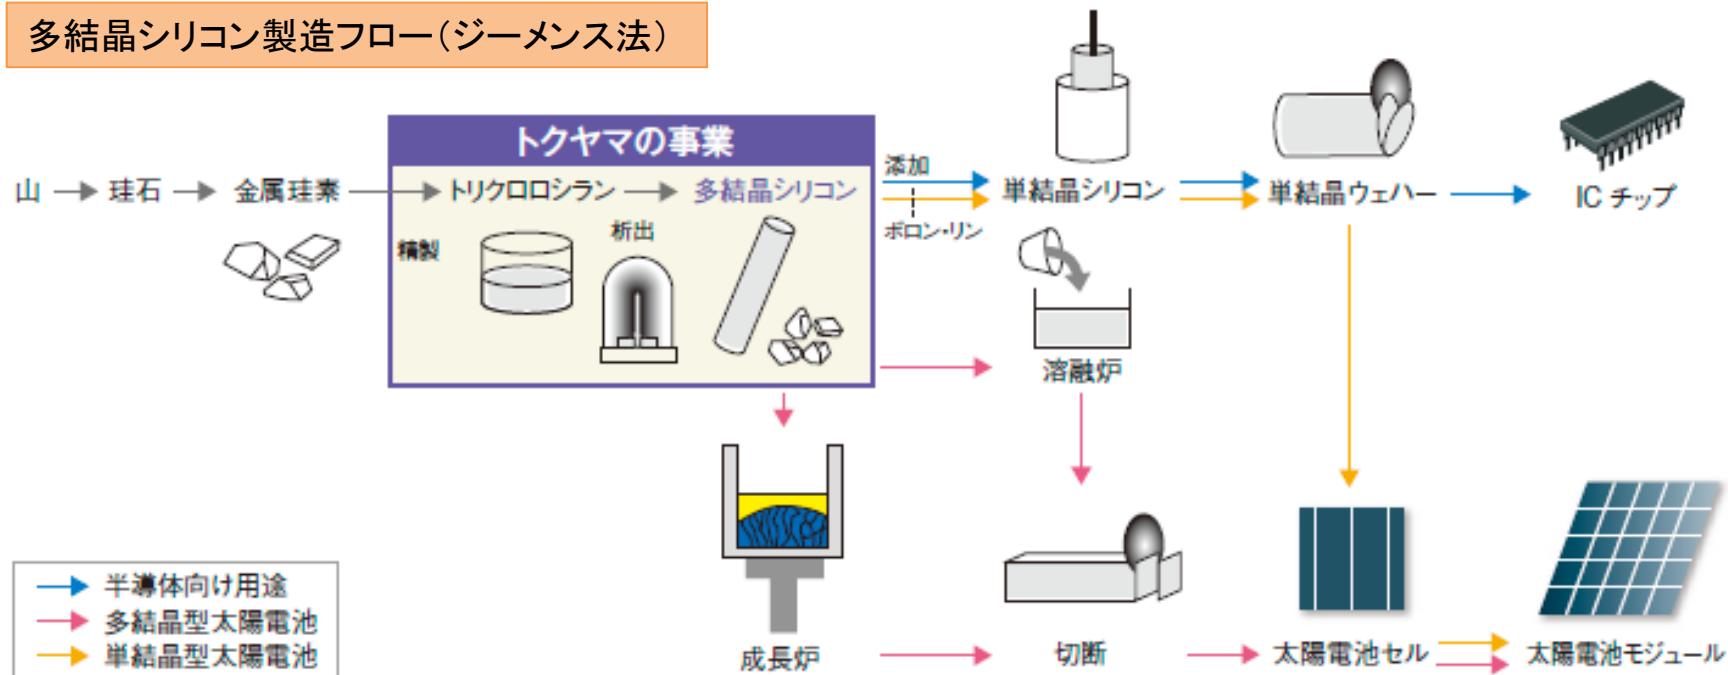 多結晶シリコン製造フロー(ジーメンス法)
トクヤマの事業
山
珪石
金属珪素
トリクロロシラン
多結晶シリコン
添加
ボロン・リン
単結晶シリコン
単結晶ウェハー
ICチップ
精製
析出
溶融炉
半導体向け用途
多結晶型太陽電池
単結晶型太陽電池
成長炉
切断
太陽電池セル
太陽電池モジュール